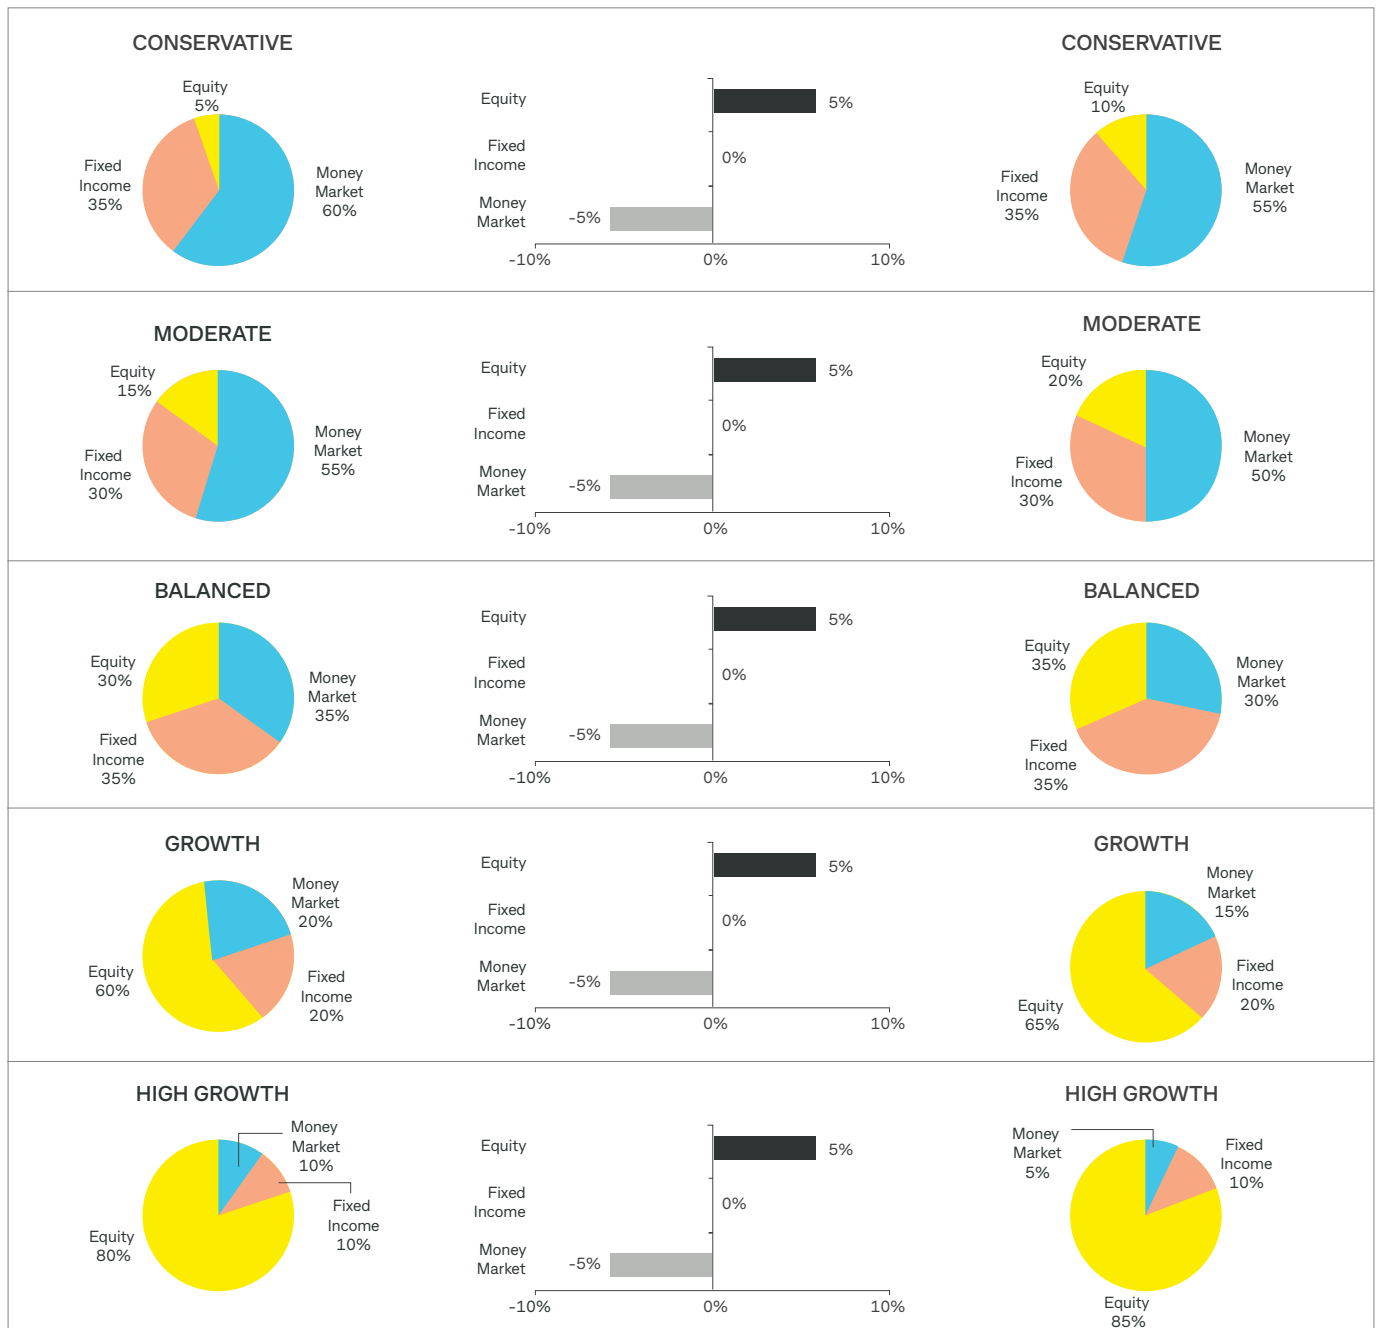 CONSERVATIVE
Equity
5%
Fixed
Income
35%
Money
Market
60%
Equity
5%
Fixed
Income
0%
Money
Market
-5%
-10%
0%
10%
CONSERVATIVE
Equity
10%
Fixed
Income
35%
Money
Market
55%
MODERATE
Equity
15%
Fixed
Income
30%
Money
Market
55%
Equity
5%
Fixed
Income
0%
Money
Market
-5%
-10%
0%
10%
MODERATE
Equity
20%
Fixed
Income
30%
Money
Market
50%
BALANCED
Equity
30%
Fixed
Income
35%
Money
Market
35%
Equity
5%
Fixed
Income
0%
Money
Market
-5%
-10%
0%
10%
BALANCED
Equity
35%
Fixed
Income
35%
Money
Market
30%
GROWTH
Money
Market
20%
Equity
60%
Fixed
Income
20%
Equity
5%
Fixed
Income
0%
Money
Market
-5%
-10%
0%
10%
GROWTH
Money
Market
15%
Fixed
Income
20%
Equity
65%
HIGH GROWTH
Money
Market
10%
Fixed
Income
10%
Equity
80%
Equity
5%
Fixed
Income
0%
Money
Market
-5%
-10%
0%
10%
HIGH GROWTH
Money
Market
5%
Fixed
Income
10%
Equity
85%